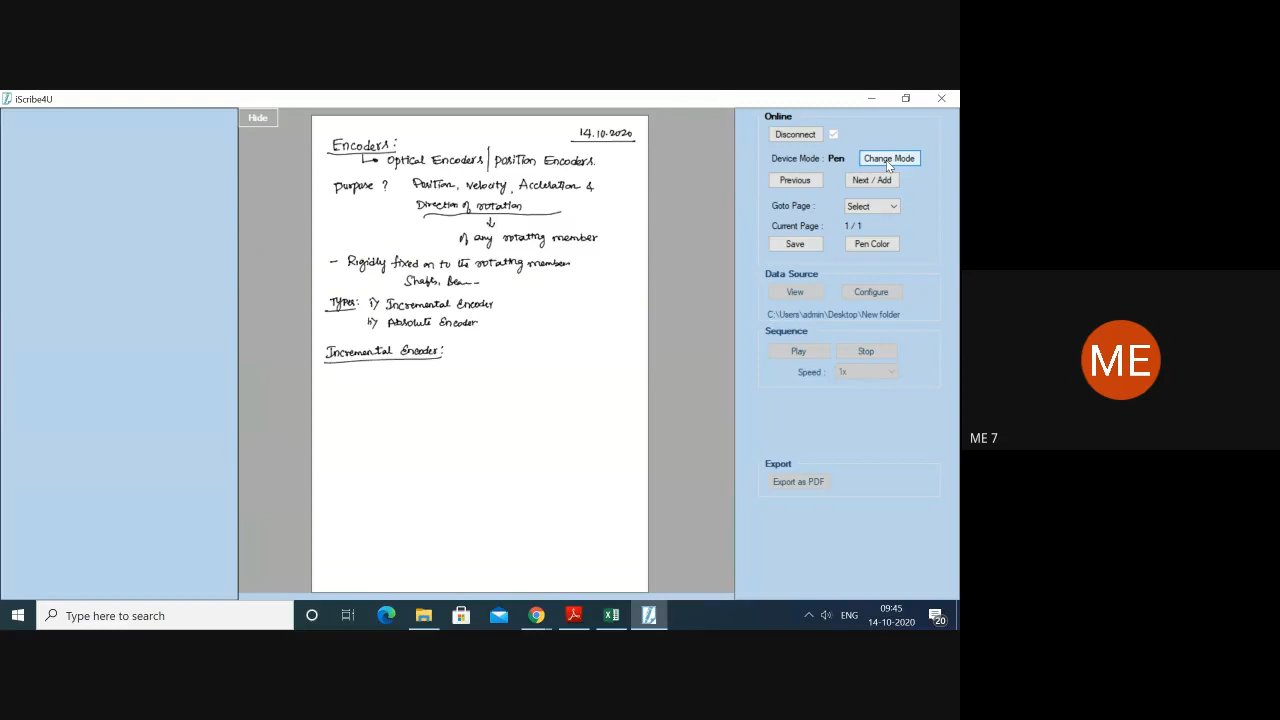 iScribe4U
Hide
14.10.2020
Encoders:
Optical Encoders | Position Encoders.
Purpose ? Position, velocity, Accleration &
Direction of rotation
of any rotating member
- Rigidly fixed on to the rotating member
Shafts,
Types: i) Incremental Encoder
ii) Absolute Encoder
Incremental Encoder:
Online
Disconnect
Device Mode : Pen Change Mode
Previous Next / Add
Goto Page : Select
Current Page : 1 / 1
Save Pen Color
Data Source
View Configure
C:\Users\admin\Desktop\New folder
Sequence
Play Stop
Speed : 1x
Export
Export as PDF
ME
ME 7
Type here to search
ENG
09:45
14-10-2020
20